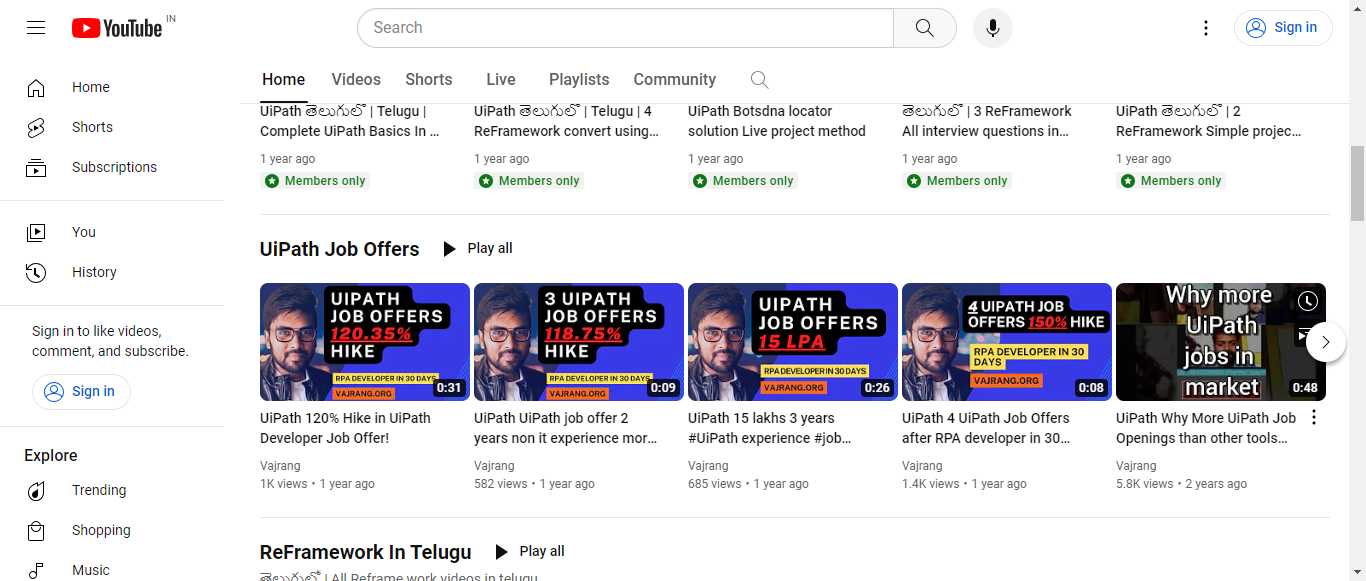 YouTube IN
Search
Sign in
Home
Shorts
Subscriptions
You
History
Sign in to like videos,
comment, and subscribe.
Sign in
Explore
Trending
Shopping
Music
Home Videos Shorts Live Playlists Community
UiPath తెలుగులో | Telugu |
Complete UiPath Basics In ...
1 year ago
Members only
UiPath తెలుగులో | Telugu | 4
ReFramework convert using...
1 year ago
Members only
UiPath Botsdna locator
solution Live project method
1 year ago
Members only
తెలుగులో | 3 ReFramework
All interview questions in...
1 year ago
Members only
UiPath తెలుగులో | 2
ReFramework Simple projec...
1 year ago
Members only
UiPath Job Offers Play all
UIPATH
JOB OFFERS
120.35%
HIKE
RPA DEVELOPER IN 30 DAYS
VAJRANG.ORG
0:31
UiPath 120% Hike in UiPath
Developer Job Offer!
Vajrang
1K views • 1 year ago
3 UIPATH
JOB OFFERS
118.75%
HIKE
RPA DEVELOPER IN 30 DAYS
VAJRANG.ORG
0:09
UiPath UiPath job offer 2
years non it experience mor...
Vajrang
582 views • 1 year ago
UIPATH
JOB OFFERS
15 LPA
RPA DEVELOPER IN 30 DAYS
VAJRANG.ORG
0:26
UiPath 15 lakhs 3 years
#UiPath experience #job...
Vajrang
685 views • 1 year ago
4 UIPATH JOB
OFFERS 150% HIKE
RPA DEVELOPER IN 30
DAYS
VAJRANG.ORG
0:08
UiPath 4 UiPath Job Offers
after RPA developer in 30...
Vajrang
1.4K views • 1 year ago
Why more
UiPath
jobs in
market
0:48
UiPath Why More UiPath Job
Openings than other tools...
Vajrang
5.8K views • 2 years ago
ReFramework In Telugu Play all
తెలుగులో | All Reframe work videos in telugu